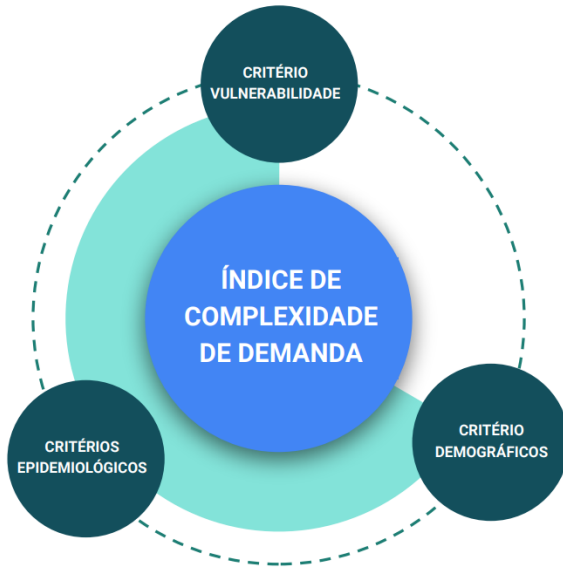 CRITÉRIO
VULNERABILIDADE
ÍNDICE DE
COMPLEXIDADE
DE DEMANDA
CRITÉRIOS
EPIDEMIOLÓGICOS
CRITÉRIO
DEMOGRÁFICOS